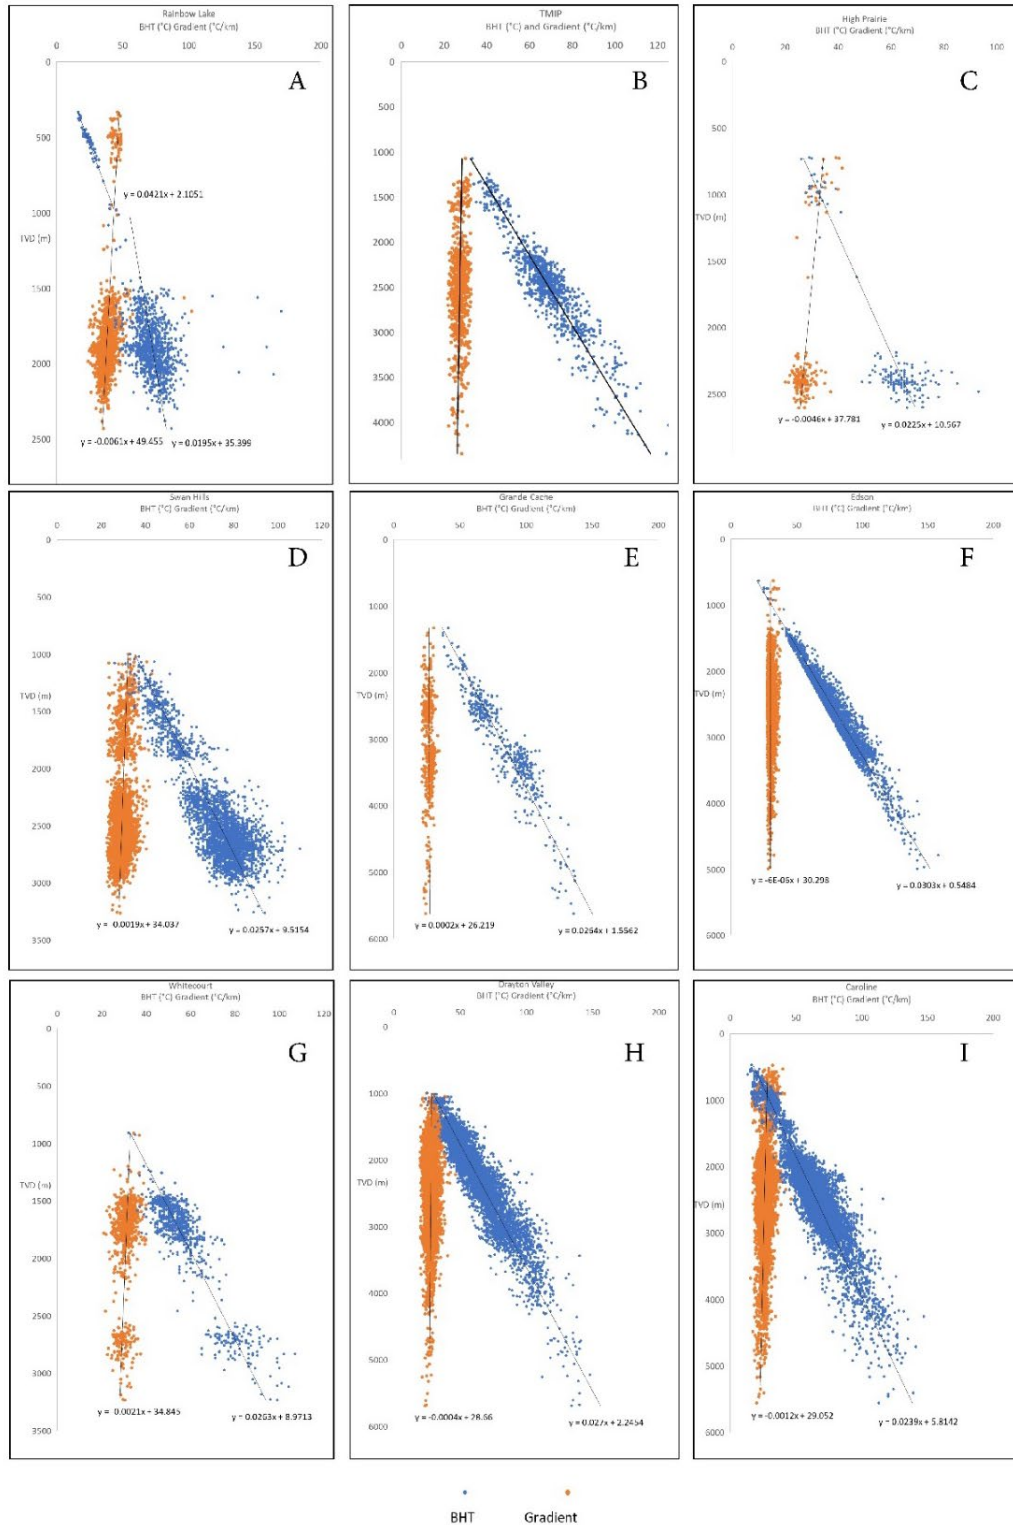 Rainbow Lake
BHT (°C) Gradient (°C/km)
0 50 100 150 200
0
A
500
y = 0.0421x + 2.1051
1000
TVD (m)
1500
2000
y = -0.0061x + 49.455 y = 0.0195x + 35.399
2500
TMIP
BHT (°C) and Gradient (°C/km)
0 20 40 60 80 100 120
0
B
500
1000
1500
2000
2500
3000
3500
4000
High Prairie
BHT (°C) Gradient (°C/km)
0 20 40 60 80 100
0
C
500
1000
TVD (m)
1500
2000
2500
y = -0.0046x + 37.781 y = 0.0225x + 10.567
Swan Hills
BHT (°C) Gradient (°C/km)
0 20 40 60 80 100 120
0
D
500
1000
TVD (m)
1500
2000
2500
3000
y = 0.0019x + 34.037 y = 0.0257x + 9.5154
3500
Grande Cache
BHT (°C) Gradient (°C/km)
0 50 100 150 200
0
E
1000
2000
TVD (m)
3000
4000
5000
y = 0.0002x + 26.219 y = 0.0264x + 1.5562
6000
Edson
BHT (°C) Gradient (°C/km)
0 50 100 150 200
0
F
1000
2000
TVD (m)
3000
4000
5000
y = -6E-06x + 30.298 y = 0.0303x + 0.5484
6000
Whitecourt
BHT (°C) Gradient (°C/km)
0 20 40 60 80 100 120
0
G
500
1000
TVD (m)
1500
2000
2500
3000
y = 0.0021x + 34.845 y = 0.0263x + 8.9713
3500
Drayton Valley
BHT (°C) Gradient (°C/km)
0 50 100 150 200
0
H
1000
2000
TVD (m)
3000
4000
5000
y = -0.0004x + 28.66 y = 0.027x + 2.2454
6000
Caroline
BHT (°C) Gradient (°C/km)
0 50 100 150 200
0
I
1000
2000
TVD (m)
3000
4000
5000
y = -0.0012x + 29.052 y = 0.0239x + 5.8142
6000
BHT Gradient